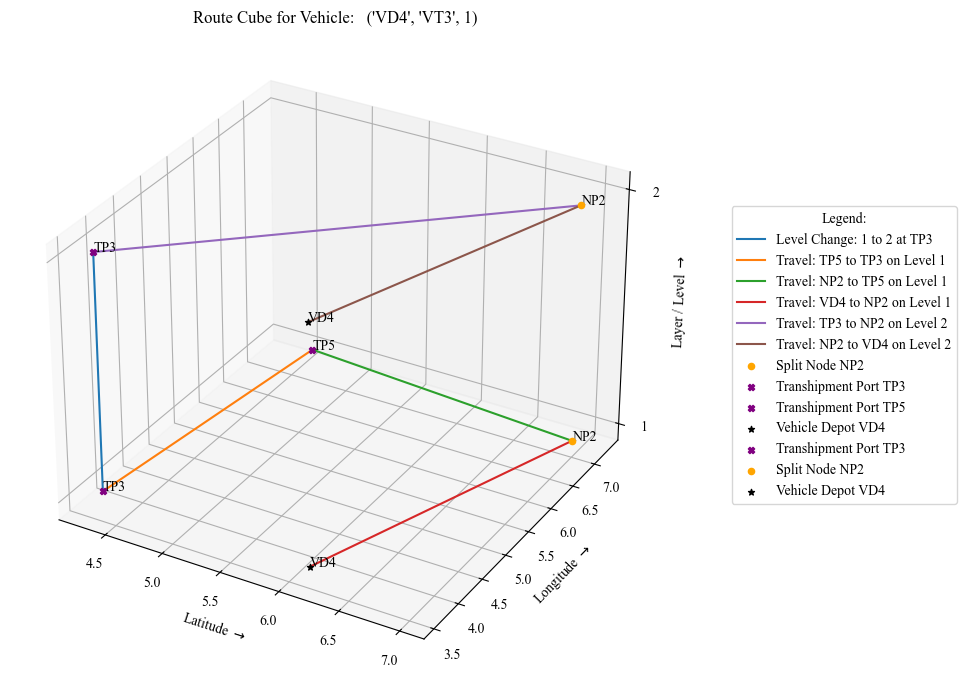 Route Cube for Vehicle:   ('VD4', 'VT3', 1)
NP2
2
TP3
VD4
TP5
NP2
1
TP3
VD4
Layer / Level →
4.5
5.0
5.5
6.0
6.5
7.0
Latitude →
3.5
4.0
4.5
5.0
5.5
6.0
6.5
7.0
Longitude →
Legend:
Level Change: 1 to 2 at TP3
Travel: TP5 to TP3 on Level 1
Travel: NP2 to TP5 on Level 1
Travel: VD4 to NP2 on Level 1
Travel: TP3 to NP2 on Level 2
Travel: NP2 to VD4 on Level 2
Split Node NP2
Transhipment Port TP3
Transhipment Port TP5
Vehicle Depot VD4
Transhipment Port TP3
Split Node NP2
Vehicle Depot VD4